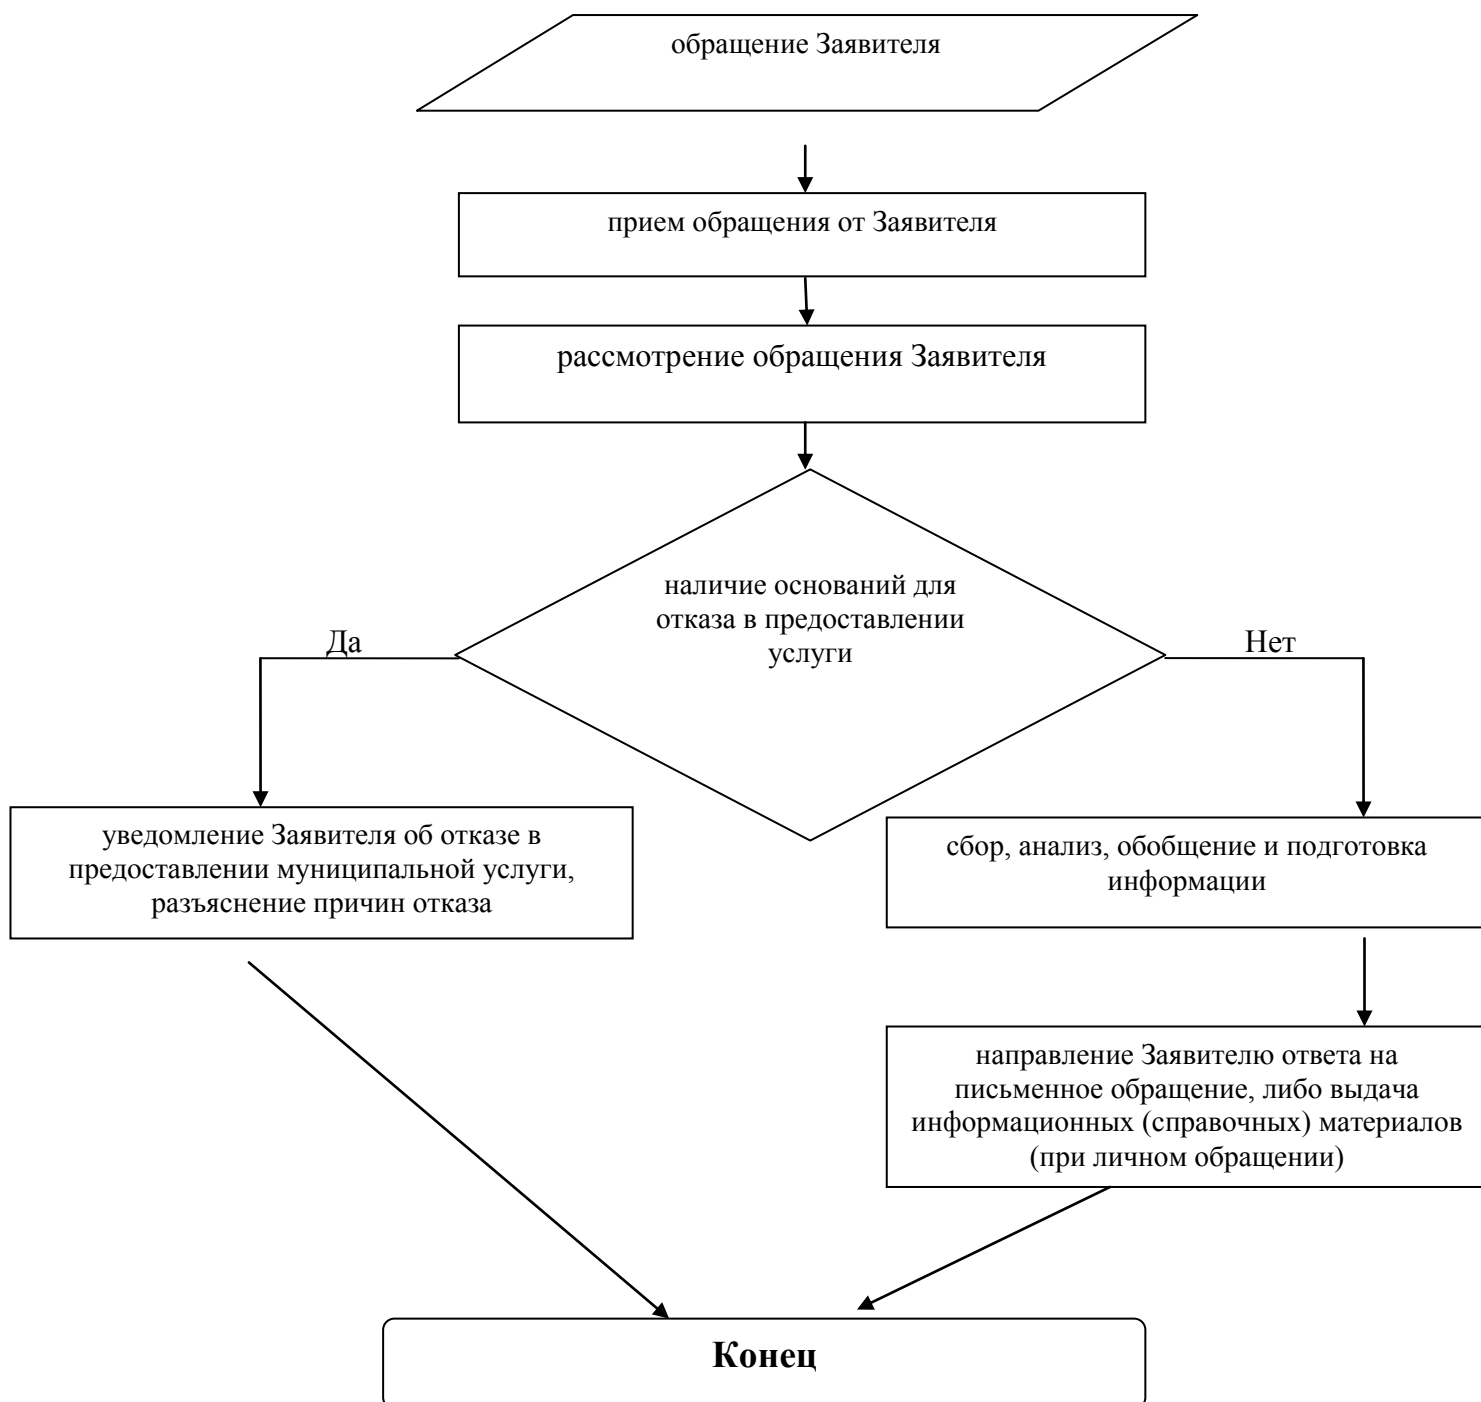 обращение Заявителя
прием обращения от Заявителя
рассмотрение обращения Заявителя
наличие оснований для
отказа в предоставлении
услуги
Да
Нет
уведомление Заявителя об отказе в
предоставлении муниципальной услуги,
разъяснение причин отказа
сбор, анализ, обобщение и подготовка
информации
направление Заявителю ответа на
письменное обращение, либо выдача
информационных (справочных) материалов
(при личном обращении)
Конец